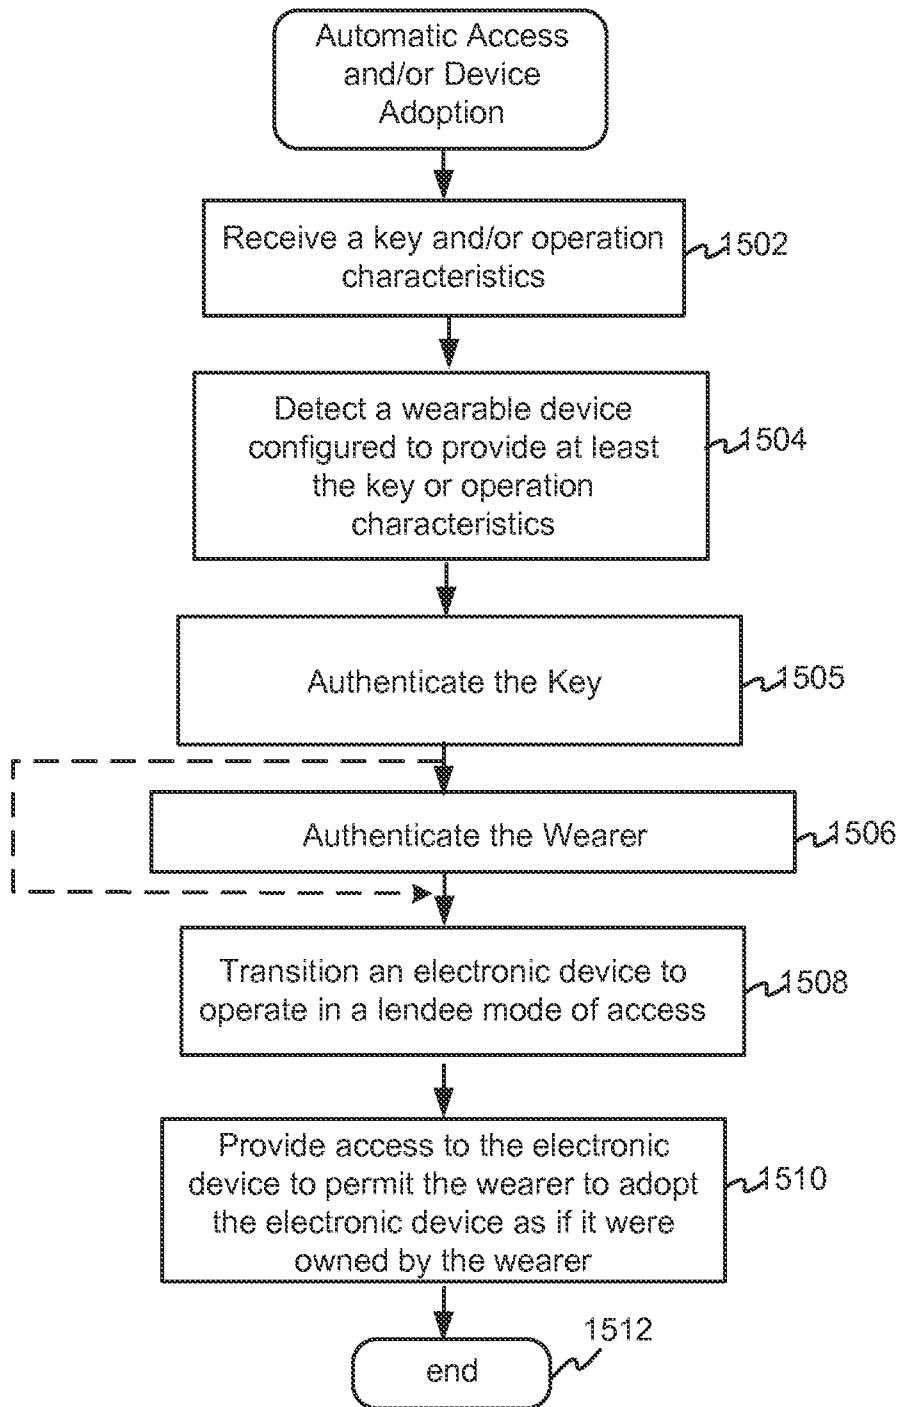 Automatic Access
and/or Device
Adoption
Receive a key and/or operation
characteristics
1502
Detect a wearable device
configured to provide at least
the key or operation
characteristics
1504
Authenticate the Key
1505
Authenticate the Wearer
1506
Transition an electronic device to
operate in a lendee mode of access
1508
Provide access to the electronic
device to permit the wearer to adopt
the electronic device as if it were
owned by the wearer
1510
end
1512